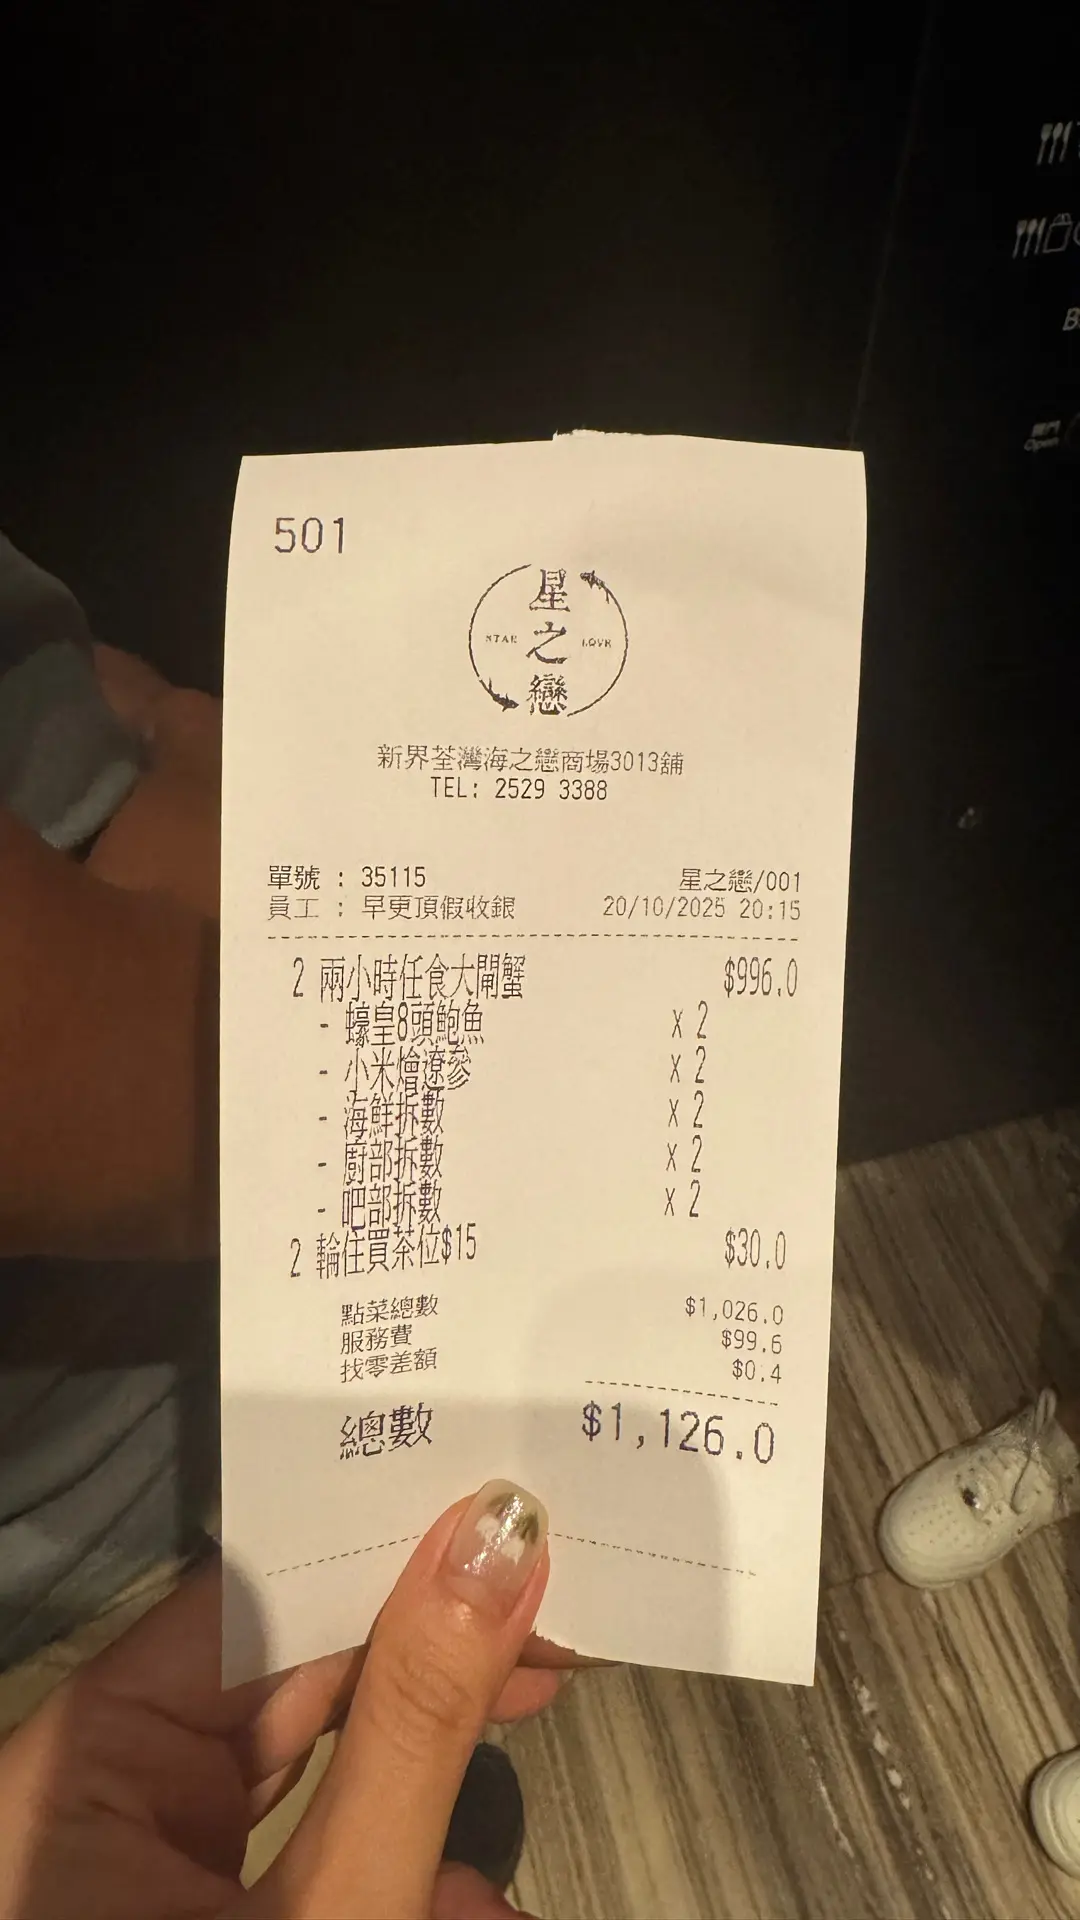 501
星之戀
STAR LOVE
新界荃灣海之戀商場3013舖
TEL: 2529 3388
單號 : 35115 星之戀/001
員工 : 早更頂假收銀 20/10/2025 20:15
2 兩小時任食大閘蟹 $996.0
- 蠔皇8頭鮑魚 x 2
- 小米燴遼參 x 2
- 海鮮拆數 x 2
- 廚部拆數 x 2
- 吧部拆數 x 2
2 輪住買茶位$15 $30.0
點菜總數 $1,026.0
服務費 $99.6
找零差額 $0.4
總數 $1,126.0
Open